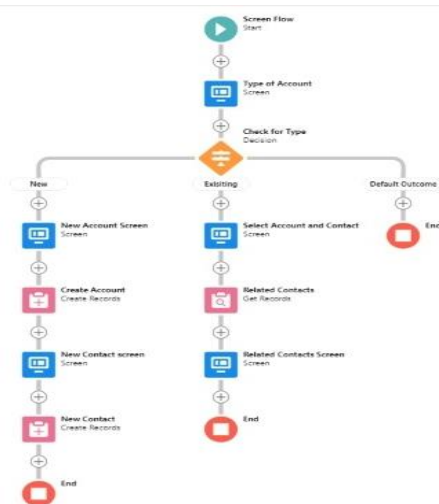 Screen Flow
Start
Type of Account
Screen
Check for Type
Decision
New
Exisiting
Default Outcome
New Account Screen
Screen
Select Account and Contact
Screen
End
Create Account
Create Records
Related Contacts
Get Records
New Contact screen
Screen
Related Contacts Screen
Screen
New Contact
Create Records
End
End